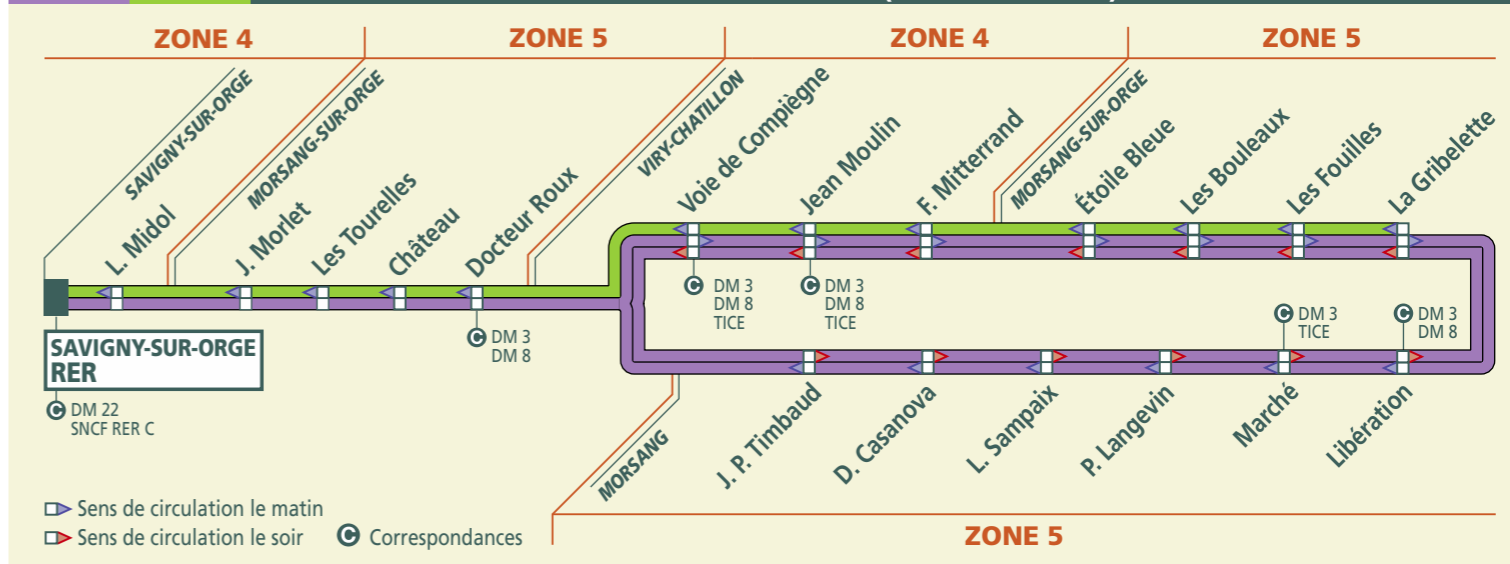 ZONE 4
ZONE 5
ZONE 4
ZONE 5
SAVIGNY-SUR-ORGE
MORSANG-SUR-ORGE
VIRY-CHATILLON
MORSANG-SUR-ORGE
L. Midol
J. Morlet
Les Tourelles
Château
Docteur Roux
Voie de Compiègne
Jean Moulin
F. Mitterrand
Étoile Bleue
Les Bouleaux
Les Fouilles
La Gribelette
C DM 3
DM 8
TICE
C DM 3
DM 8
TICE
C DM 3
TICE
C DM 3
DM 8
C DM 3
DM 8
SAVIGNY-SUR-ORGE
RER
C DM 22
SNCF RER C
MORSANG
J. P. Timbaud
D. Casanova
L. Sampaix
P. Langevin
Marché
Libération
Sens de circulation le matin
Sens de circulation le soir
C Correspondances
ZONE 5